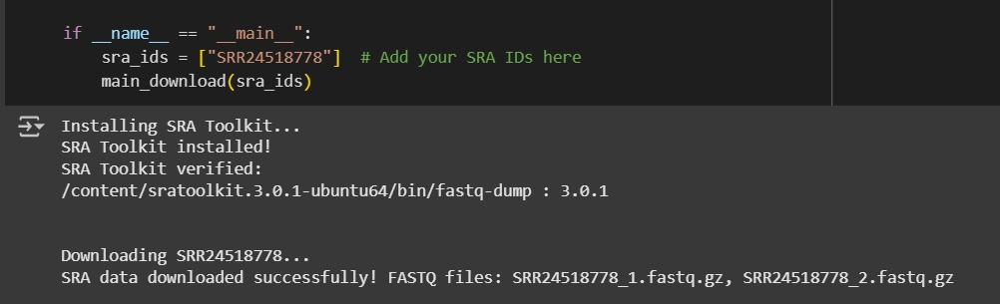 if __name__ == "__main__":
    sra_ids = ["SRR24518778"]  # Add your SRA IDs here
    main_download(sra_ids)
Installing SRA Toolkit...
SRA Toolkit installed!
SRA Toolkit verified:
/content/sratoolkit.3.0.1-ubuntu64/bin/fastq-dump : 3.0.1
Downloading SRR24518778...
SRA data downloaded successfully! FASTQ files: SRR24518778_1.fastq.gz, SRR24518778_2.fastq.gz